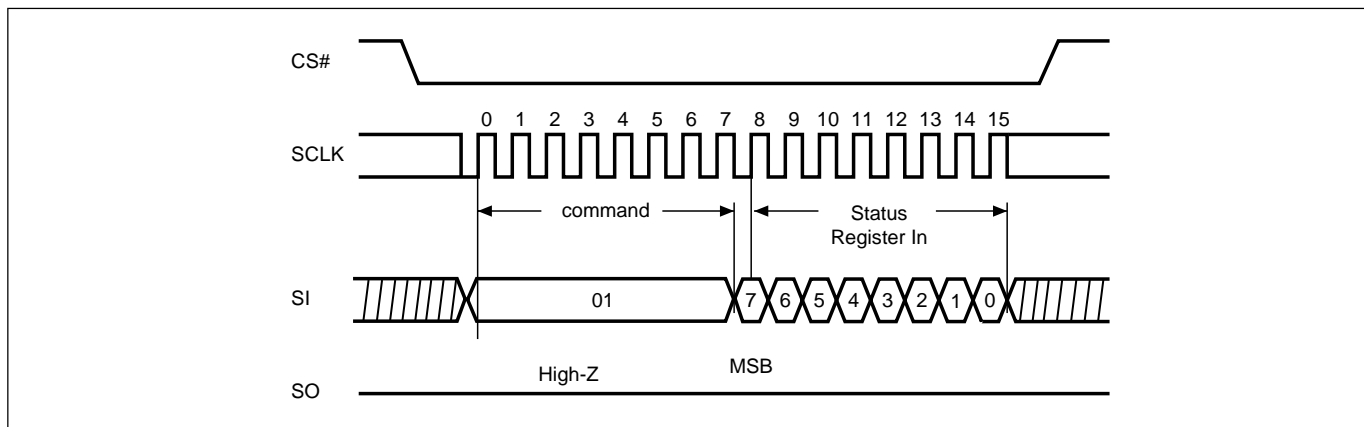 CS#
0 1 2 3 4 5 6 7 8 9 10 11 12 13 14 15
SCLK
command
Status
Register In
SI
01
7 6 5 4 3 2 1 0
MSB
High-Z
SO